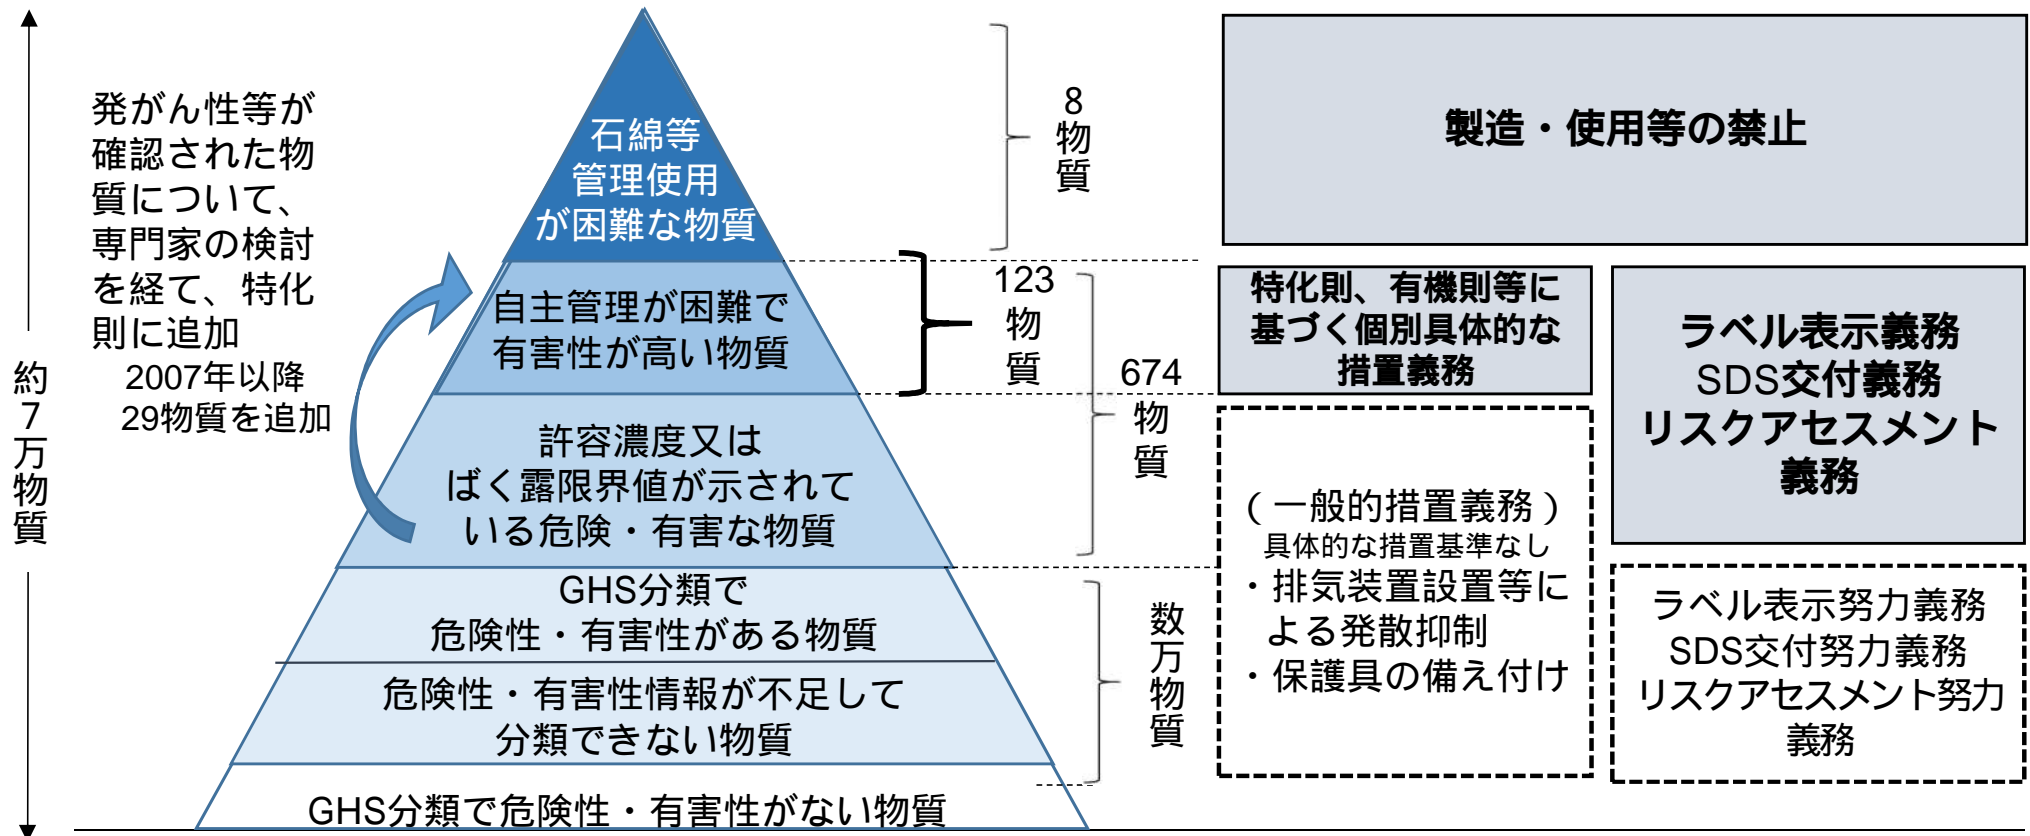 約7万物質
発がん性等が
確認された物
質について、
専門家の検討
を経て、特化
則に追加
2007年以降
29物質を追加
石綿等
管理使用
が困難な物質
自主管理が困難で
有害性が高い物質
許容濃度又は
ばく露限界値が示されて
いる危険・有害な物質
GHS分類で
危険性・有害性がある物質
危険性・有害性情報が不足して
分類できない物質
GHS分類で危険性・有害性がない物質
8物質
123物質
674物質
数万物質
製造・使用等の禁止
特化則、有機則等に
基づく個別具体的な
措置義務
(一般的措置義務)
具体的な措置基準なし
・排気装置設置等に
よる発散抑制
・保護具の備え付け
ラベル表示義務
SDS交付義務
リスクアセスメント
義務
ラベル表示努力義務
SDS交付努力義務
リスクアセスメント努力
義務